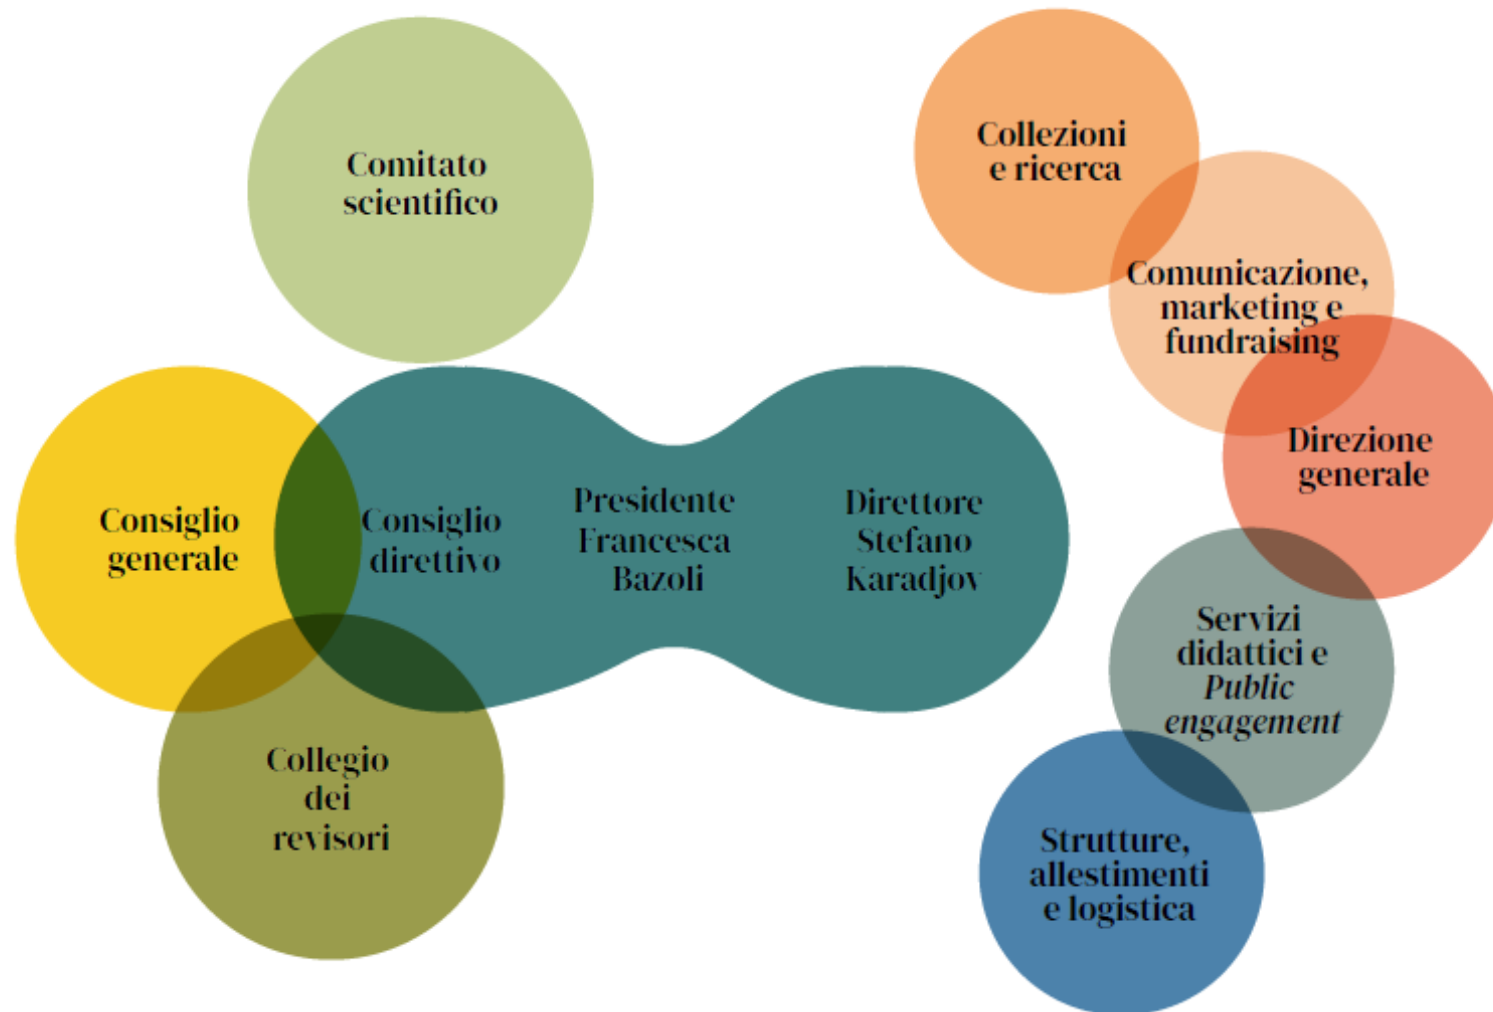 Comitato
scientifico
Consiglio
generale
Consiglio
direttivo
Presidente
Francesca
Bazoli
Direttore
Stefano
Karadjov
Collegio
dei
revisori
Collezioni
e ricerca
Comunicazione,
marketing e
fundraising
Direzione
generale
Servizi
didattici e
Public
engagement
Strutture,
allestimenti
e logistica